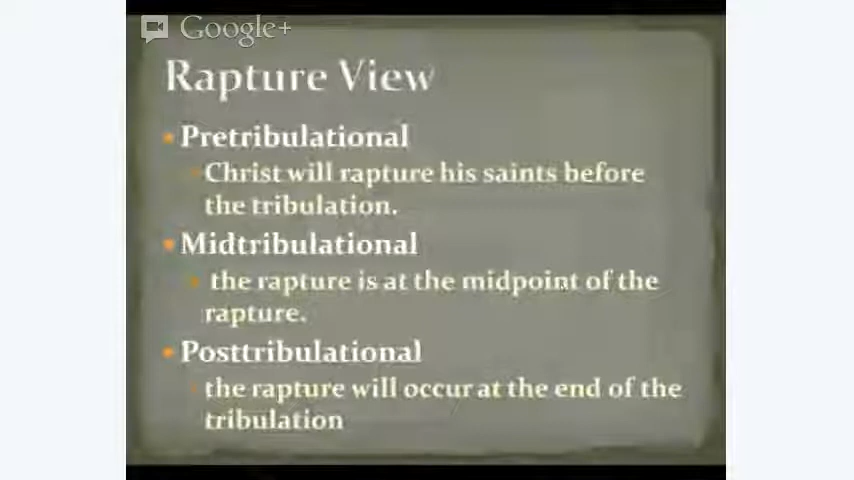 Google+
Rapture View
Pretribulational
Christ will rapture his saints before
the tribulation.
Midtribulational
the rapture is at the midpoint of the
rapture.
Posttribulational
the rapture will occur at the end of the
tribulation